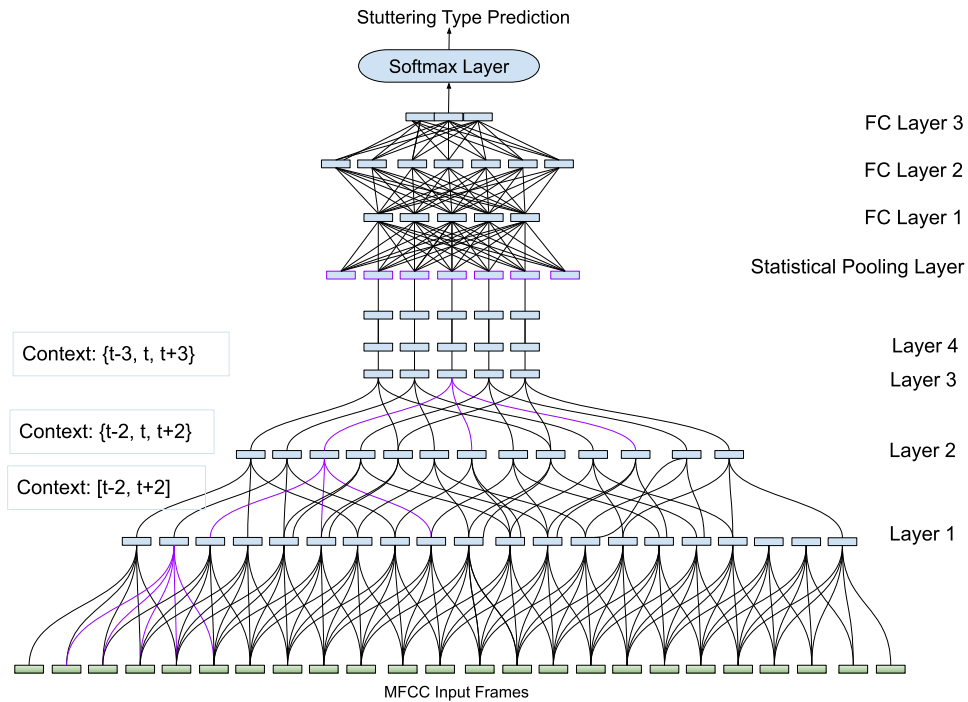 Stuttering Type Prediction
Softmax Layer
FC Layer 3
FC Layer 2
FC Layer 1
Statistical Pooling Layer
Context: {t-3, t, t+3}
Layer 4
Layer 3
Context: {t-2, t, t+2}
Layer 2
Context: [t-2, t+2]
Layer 1
MFCC Input Frames